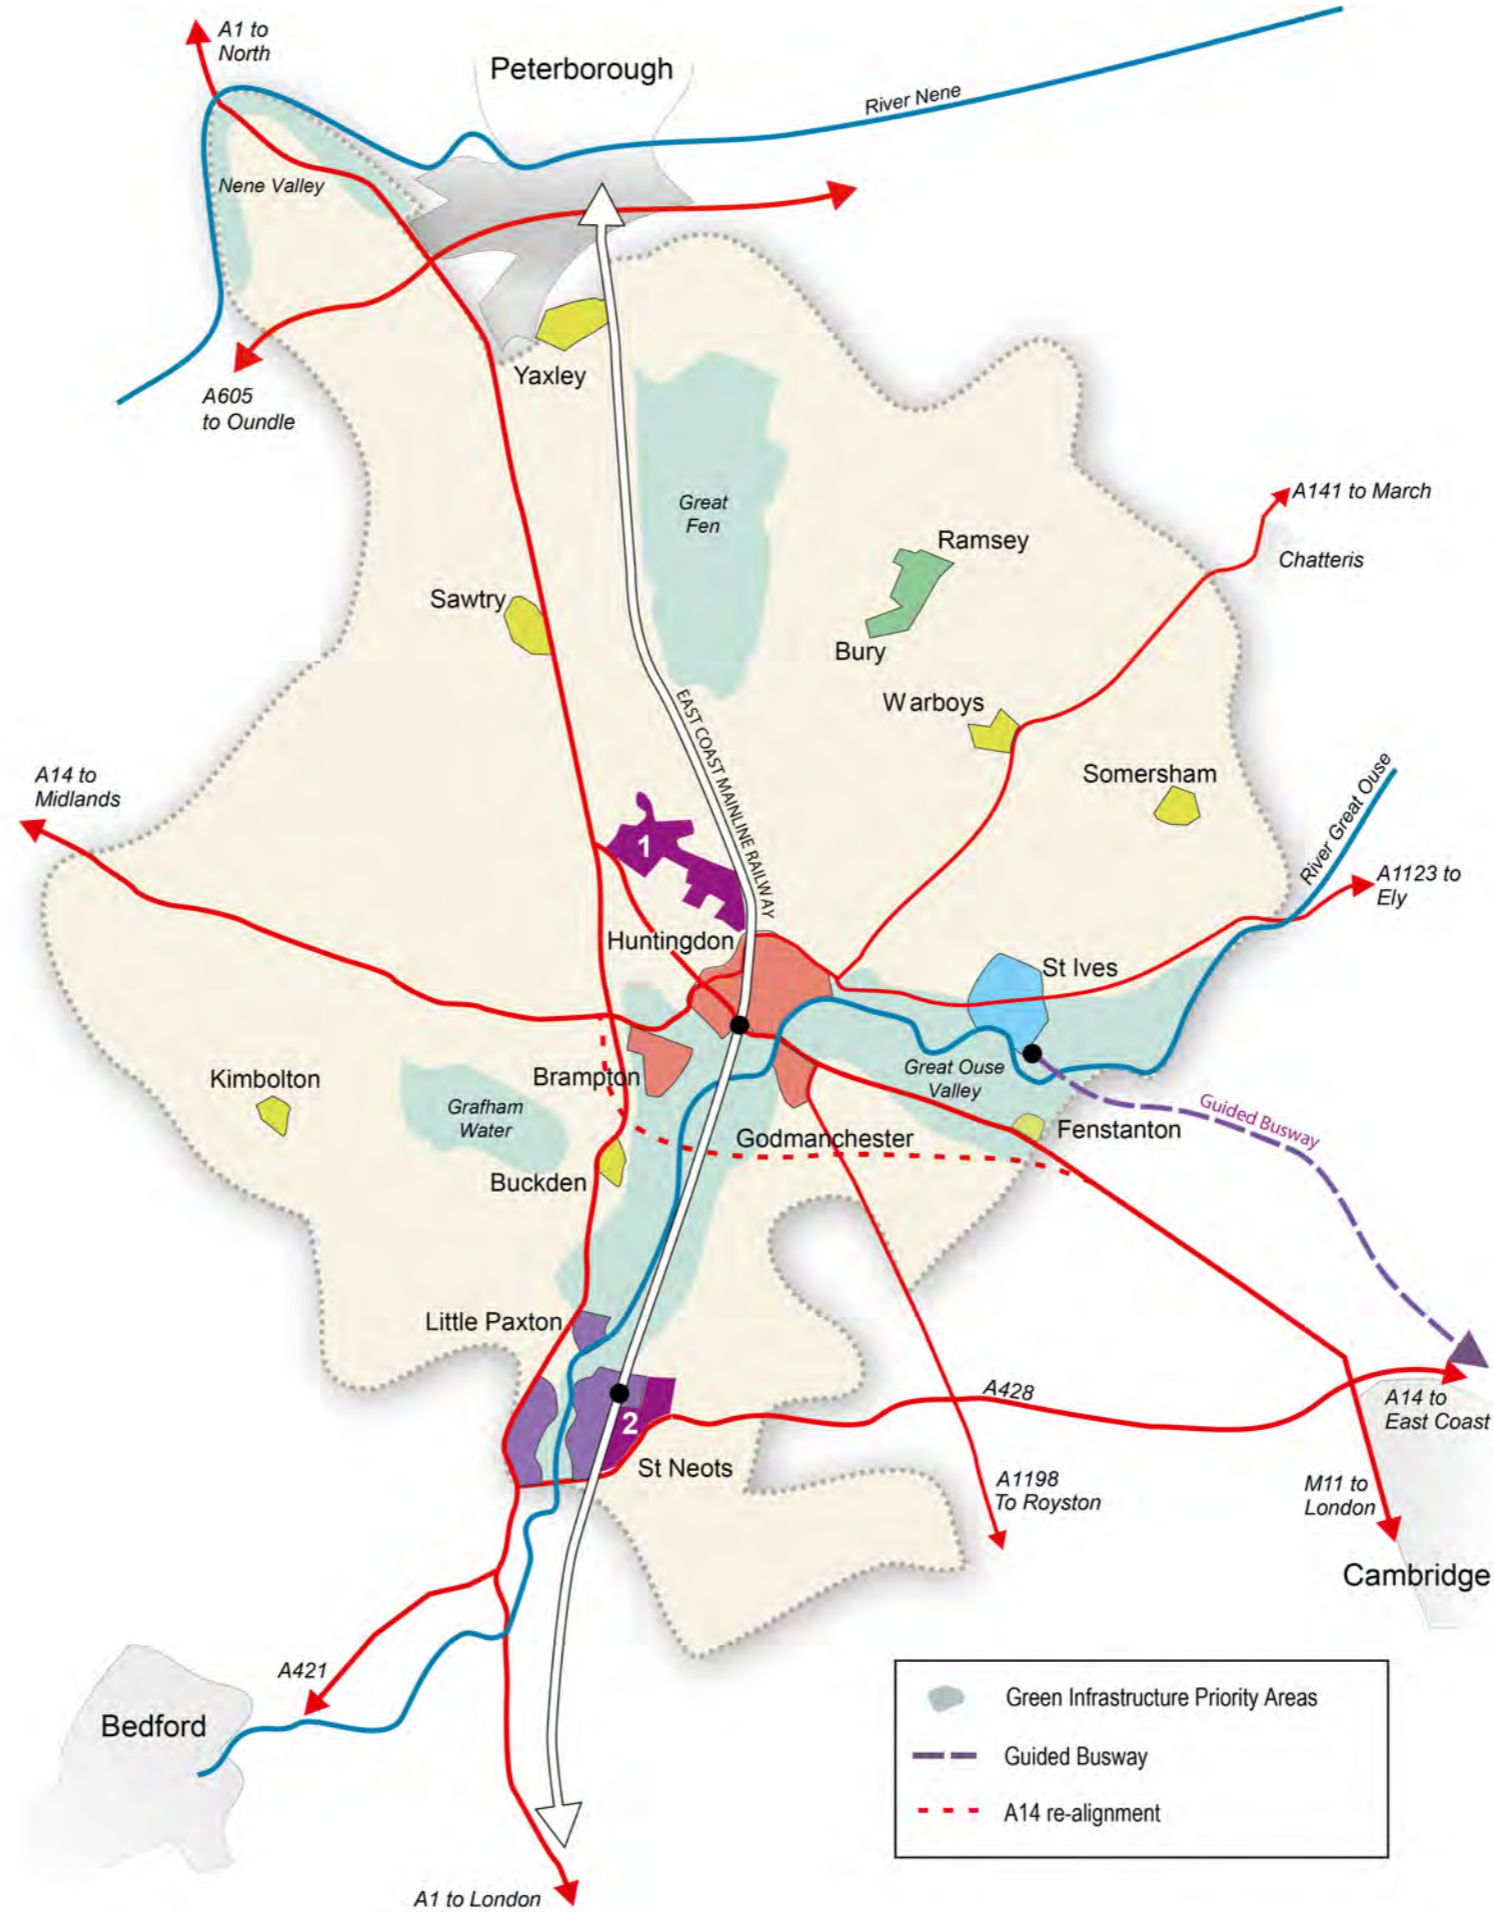 A1 to
North
Peterborough
River Nene
Nene Valley
A605
to Oundle
Yaxley
Great
Fen
A141 to March
Chatteris
Ramsey
Bury
Sawtry
Warboys
EAST COAST MAINLINE RAILWAY
Somersham
A14 to
Midlands
River Great Ouse
A1123 to
Ely
1
Huntingdon
St Ives
Great Ouse
Valley
Kimbolton
Brampton
Grafham
Water
Godmanchester
Fenstanton
Guided Busway
Buckden
Little Paxton
2
St Neots
A428
A14 to
East Coast
A1198
To Royston
M11 to
London
Cambridge
A421
Bedford
A1 to London
Green Infrastructure Priority Areas
Guided Busway
A14 re-alignment